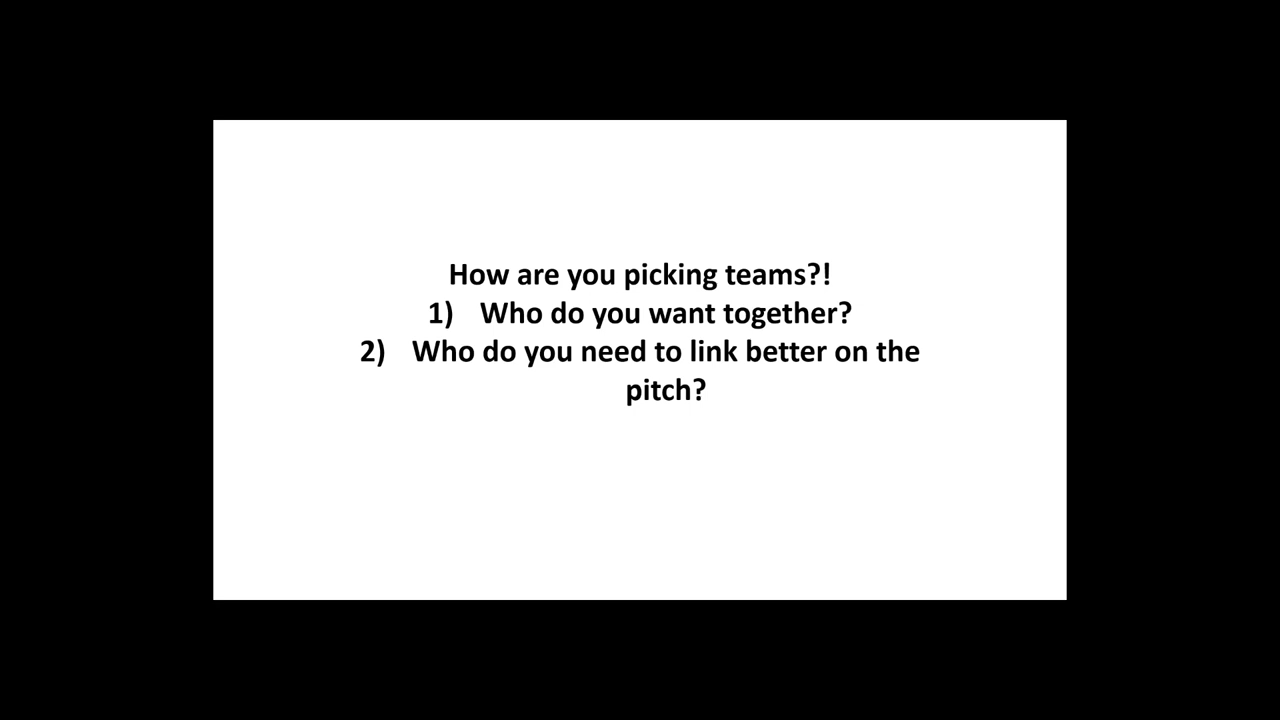 How are you picking teams?!
1) Who do you want together?
2) Who do you need to link better on the
pitch?